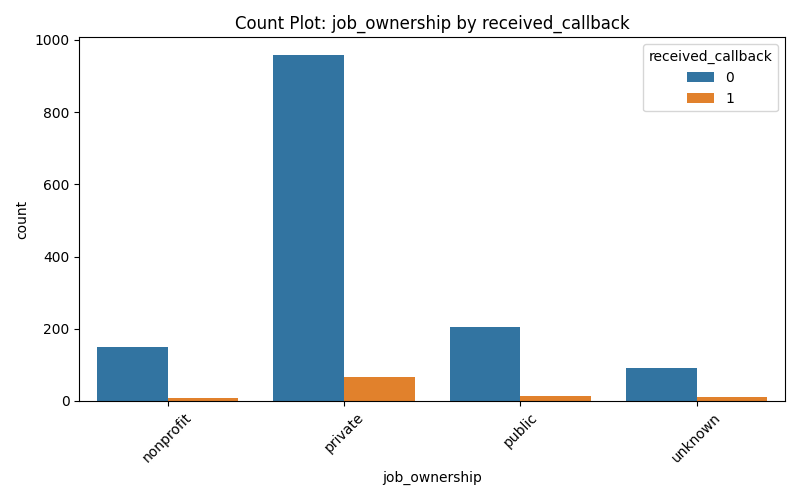 Count Plot: job_ownership by received_callback
1000
800
600
400
200
0
count
received_callback
0
1
nonprofit
private
public
unknown
job_ownership